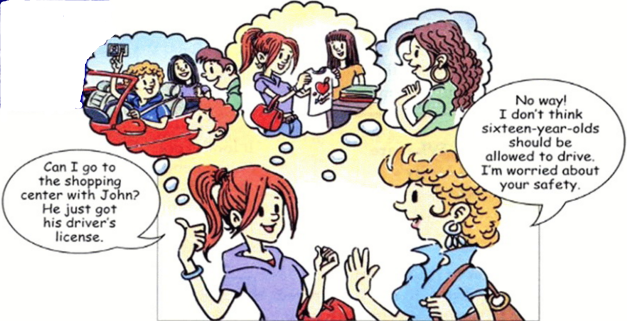 Can I go to
the shopping
center with John?
He just got
his driver's
license.
No way!
I don't think
sixteen-year-olds
should be
allowed to drive.
I'm worried about
your safety.